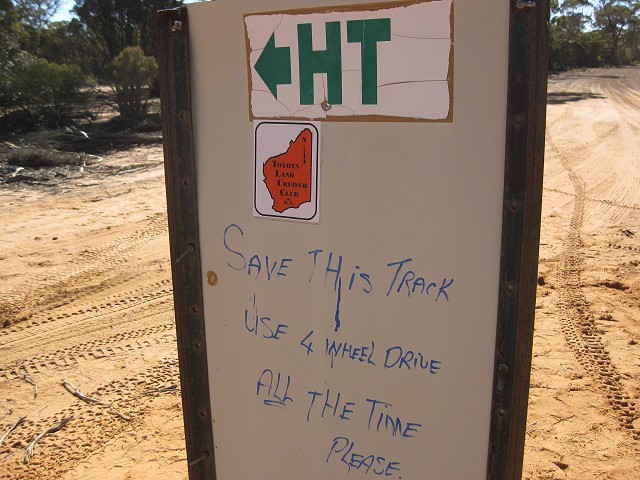 ←HT
N
TOYOTA
LAND
CRUISER
CLUB
SAVE THiS TRACK
USE 4 WHEEL DRIVE
ALL THE TIME
PLEASE.